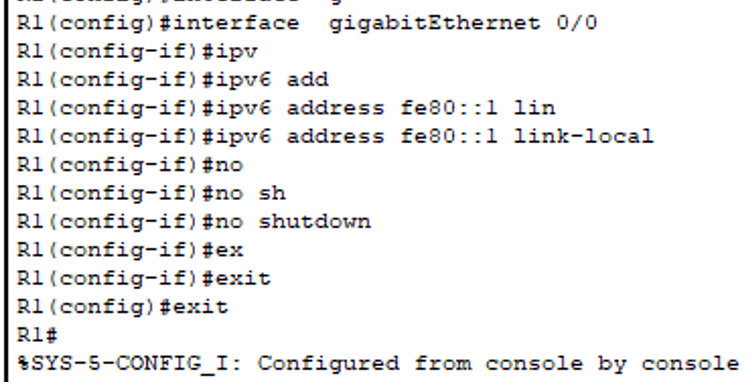 R1(config)#interface  gigabitEthernet 0/0
R1(config-if)#ipv
R1(config-if)#ipv6 add
R1(config-if)#ipv6 address fe80::1 lin
R1(config-if)#ipv6 address fe80::1 link-local
R1(config-if)#no
R1(config-if)#no sh
R1(config-if)#no shutdown
R1(config-if)#ex
R1(config-if)#exit
R1(config)#exit
R1#
%SYS-5-CONFIG_I: Configured from console by console